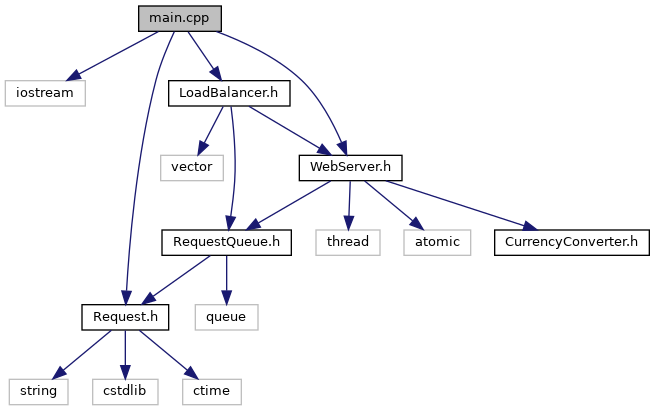 main.cpp
iostream
LoadBalancer.h
vector
WebServer.h
RequestQueue.h
thread
atomic
CurrencyConverter.h
Request.h
queue
string
cstdlib
ctime